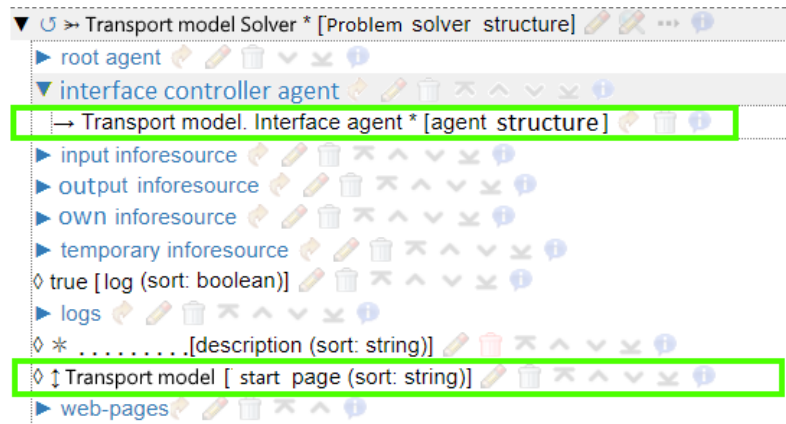 ▼ ↺ ⤚ Transport model Solver * [Problem solver structure]
▶ root agent
▼ interface controller agent
→ Transport model. Interface agent * [agent structure]
▶ input inforesource
▶ output inforesource
▶ own inforesource
▶ temporary inforesource
◊ true [log (sort: boolean)]
▶ logs
◊ * . . . . . . . . . .[description (sort: string)]
◊ ↕ Transport model [ start page (sort: string)]
▶ web-pages